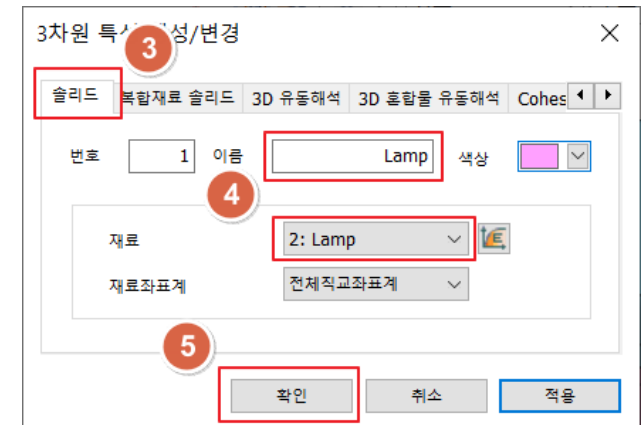 3차원 특성 생성/변경
3
솔리드 복합재료 솔리드 3D 유동해석 3D 혼합물 유동해석 Cohes
번호 1 이름 Lamp 색상
4
재료 2: Lamp E
재료좌표계 전체직교좌표계
5
확인 취소 적용